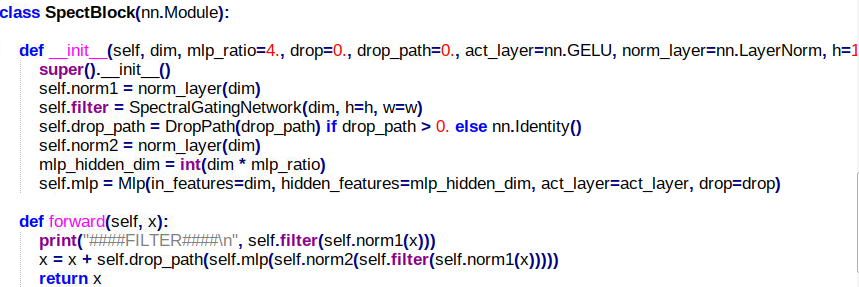 class SpectBlock(nn.Module):
def __init__(self, dim, mlp_ratio=4., drop=0., drop_path=0., act_layer=nn.GELU, norm_layer=nn.LayerNorm, h=1
super().__init__()
self.norm1 = norm_layer(dim)
self.filter = SpectralGatingNetwork(dim, h=h, w=w)
self.drop_path = DropPath(drop_path) if drop_path > 0. else nn.Identity()
self.norm2 = norm_layer(dim)
mlp_hidden_dim = int(dim * mlp_ratio)
self.mlp = Mlp(in_features=dim, hidden_features=mlp_hidden_dim, act_layer=act_layer, drop=drop)
def forward(self, x):
print("####FILTER####\n", self.filter(self.norm1(x)))
x = x + self.drop_path(self.mlp(self.norm2(self.filter(self.norm1(x)))))
return x